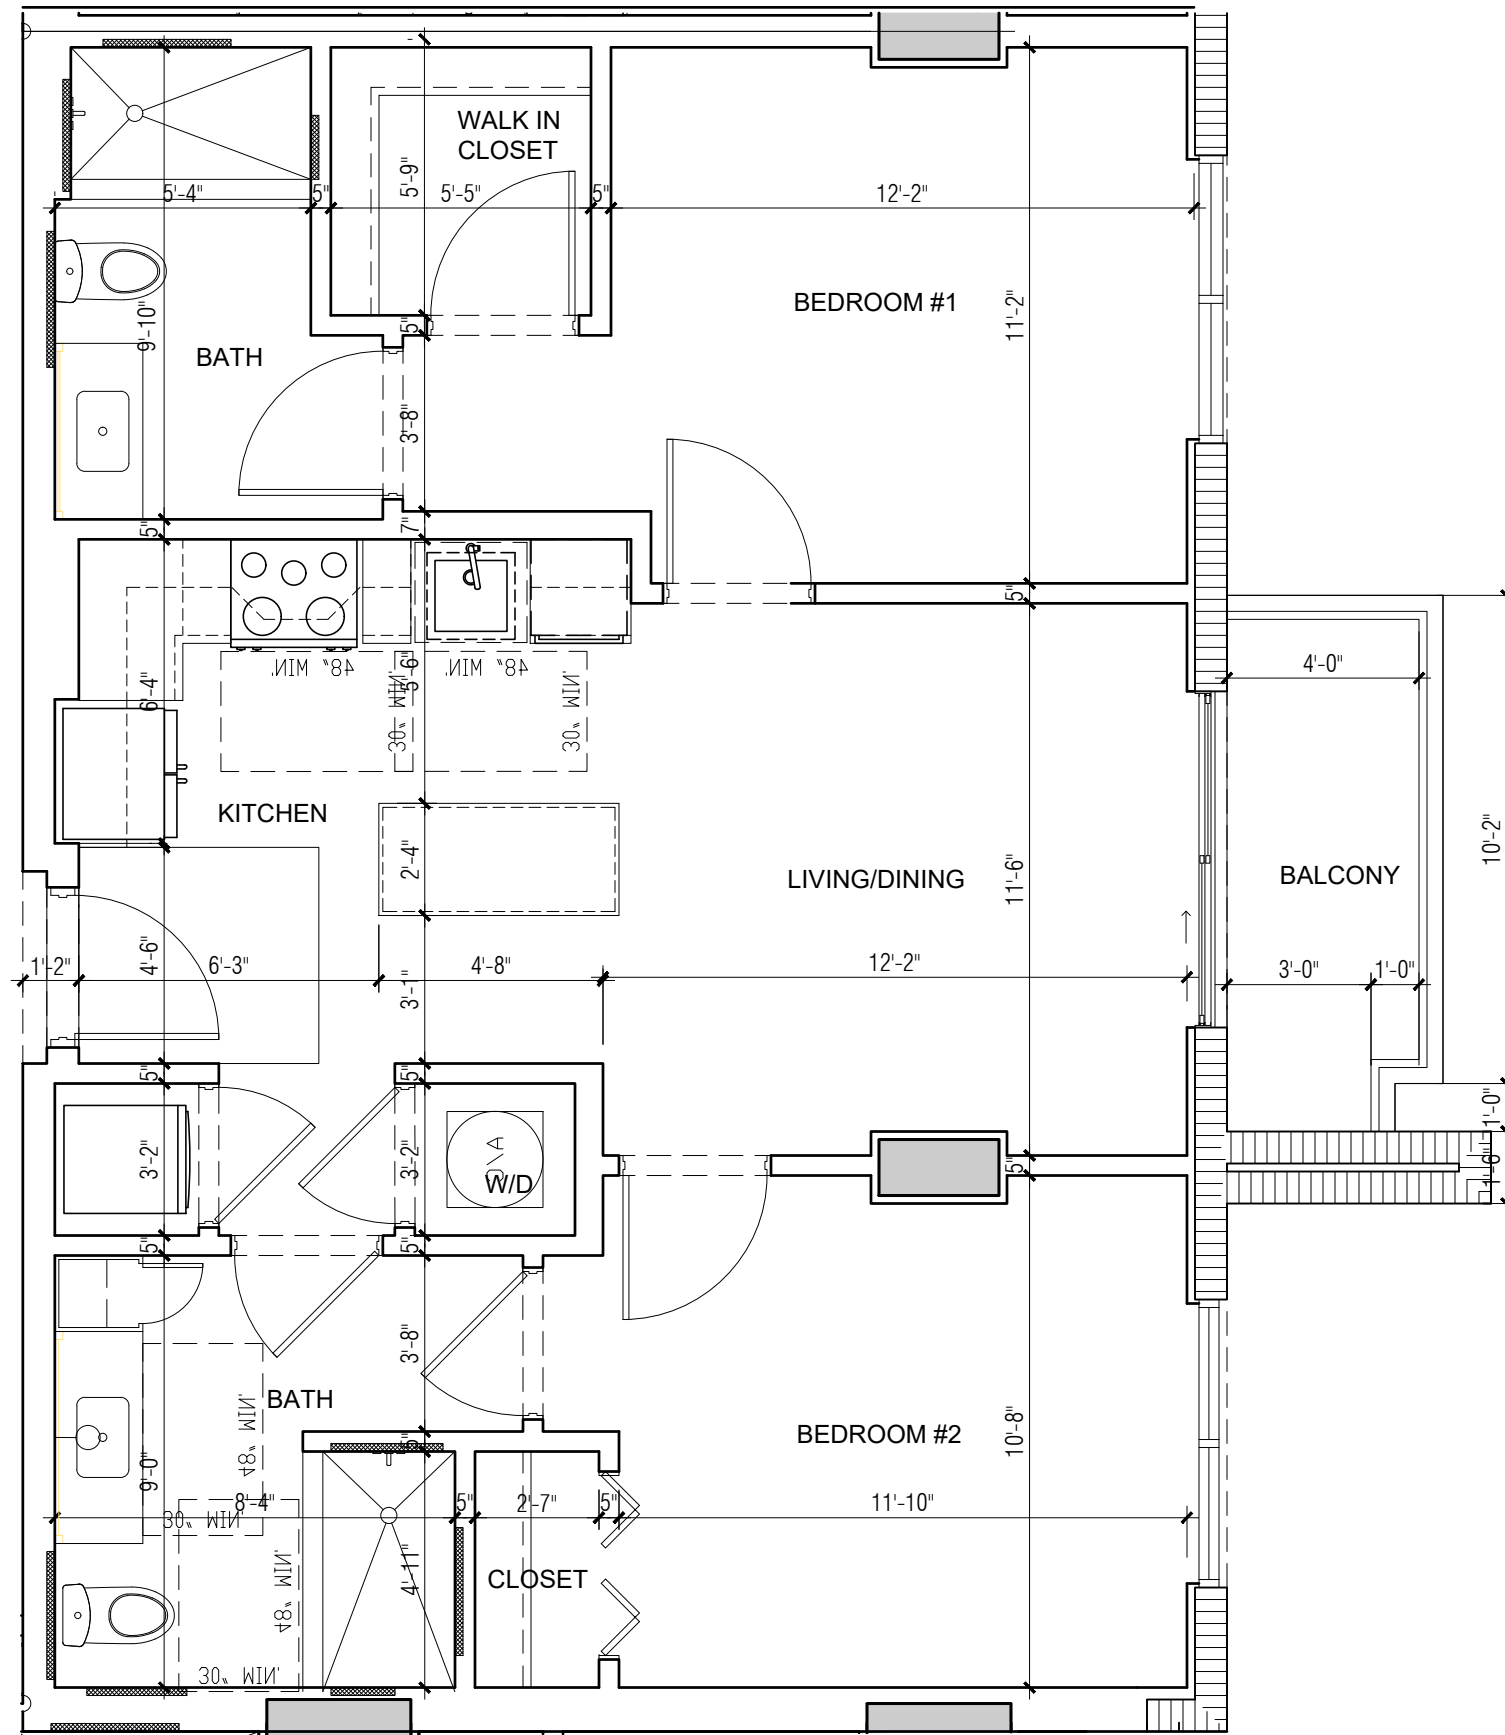 WALK IN
CLOSET
5'-9"
5'-4"
5"
5'-5"
5"
12'-2"
BEDROOM #1
11'-2"
9'-10"
5"
BATH
3'-8"
5"
7"
5"
48" MIN.
48" MIN.
5'-6"
6'-4"
30" MIN.
30" MIN.
4'-0"
KITCHEN
2'-4"
LIVING/DINING
11'-6"
BALCONY
10'-2"
1'-2"
4'-6"
6'-3"
4'-8"
3'-1"
12'-2"
3'-0"
1'-0"
5"
5"
1'-0"
3'-2"
3'-2"
W/D
5"
1'-6"
5"
5"
3'-8"
BATH
48" MIN.
BEDROOM #2
10'-8"
5"
9'-0"
8'-4"
5"
2'-7"
5"
11'-10"
30" MIN.
4'-11"
CLOSET
48" MIN.
30" MIN.